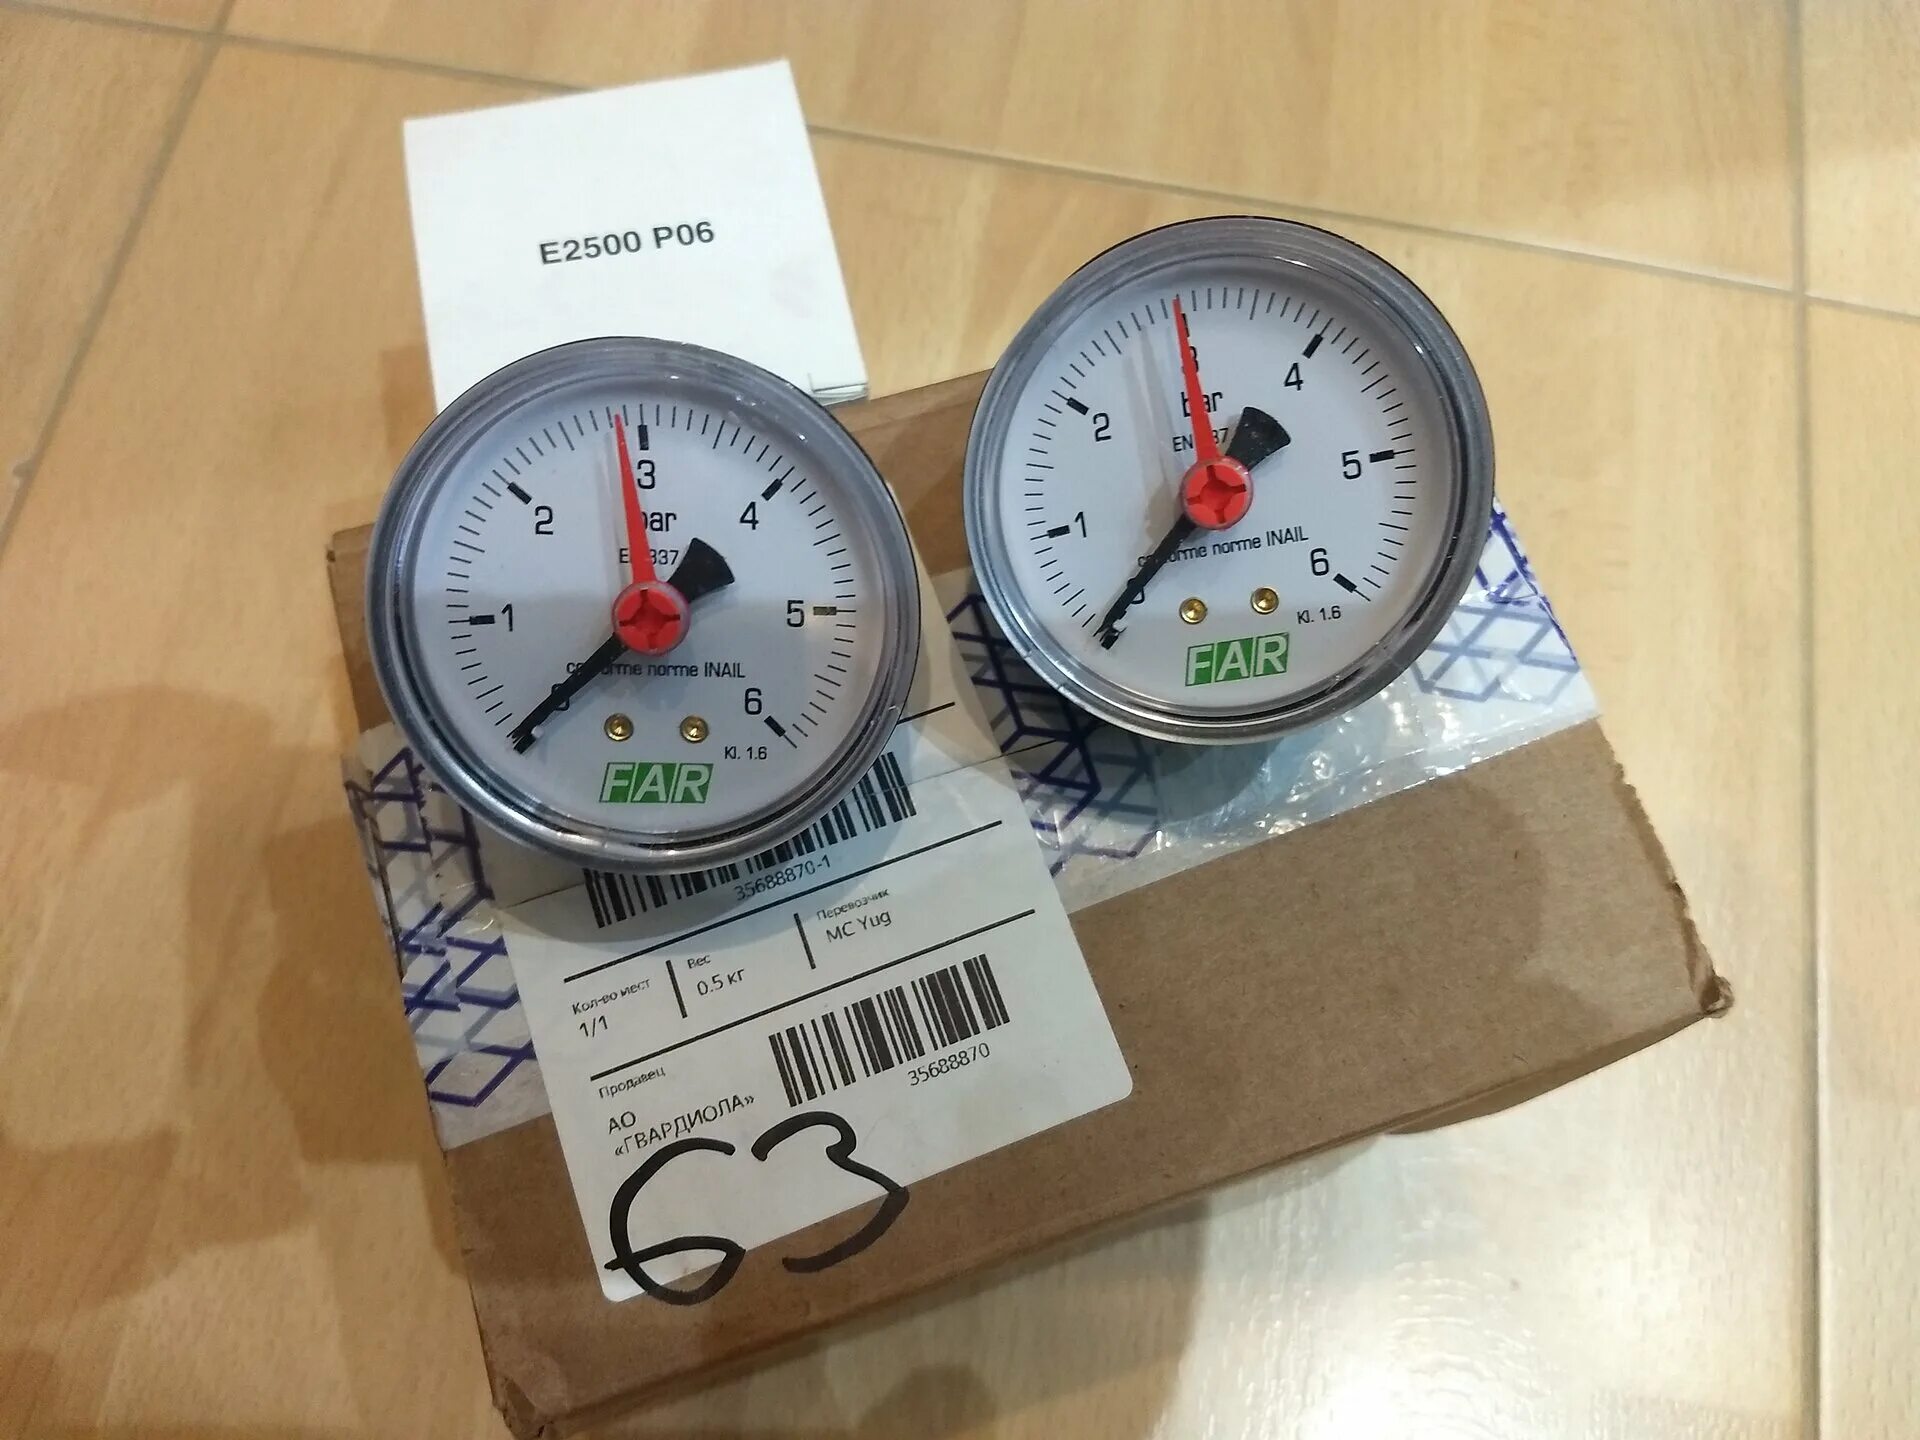 E2500 P06
3
2
4
bar
1
5
conforme norme INAIL
6
Kl. 1.6
FAR
3
4
2
bar
5
1
conforme norme INAIL
6
0
Kl. 1.6
FAR
35688870-1
Кол-во мест
1/1
Вес
0.5 кг
Перевозчик
MC Yug
Продавец
АО
«ГВАРДИОЛА»
35688870
63